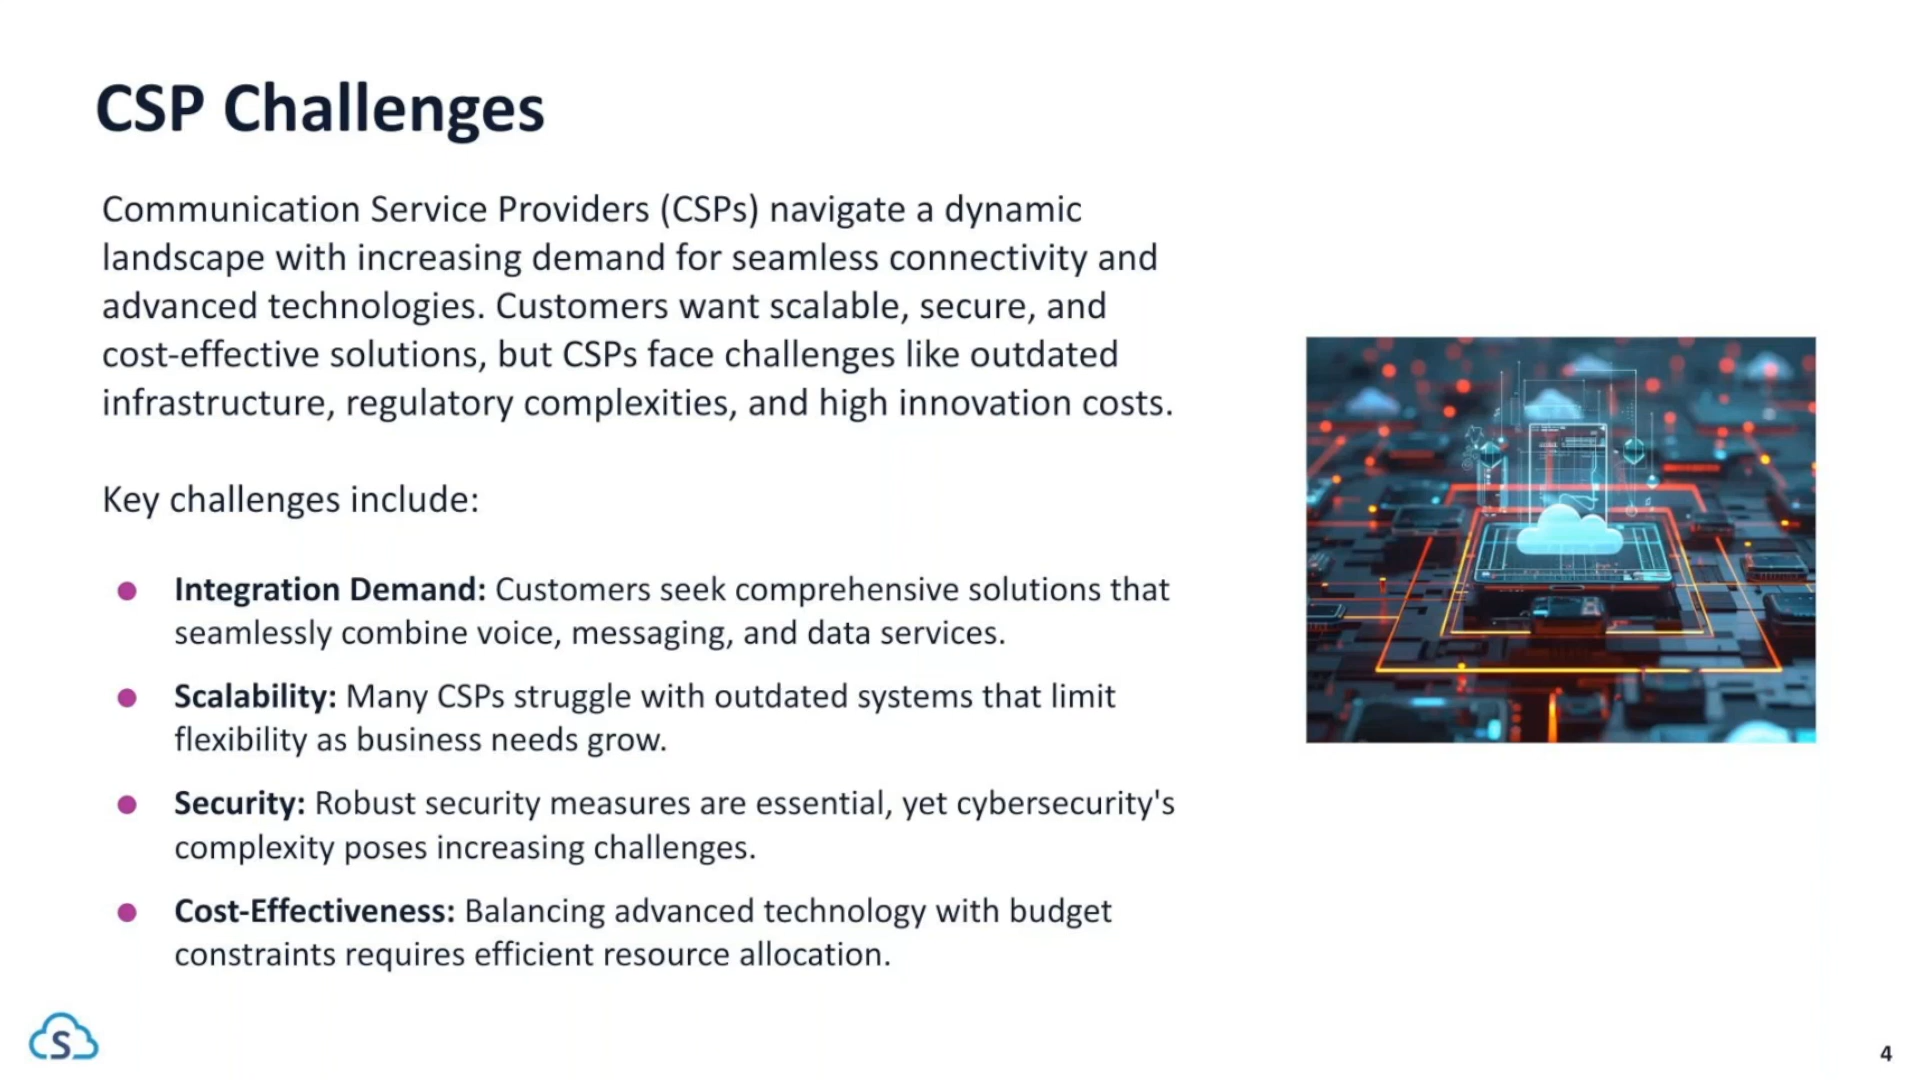 CSP Challenges
Communication Service Providers (CSPs) navigate a dynamic
landscape with increasing demand for seamless connectivity and
advanced technologies. Customers want scalable, secure, and
cost-effective solutions, but CSPs face challenges like outdated
infrastructure, regulatory complexities, and high innovation costs.
Key challenges include:
● Integration Demand: Customers seek comprehensive solutions that
seamlessly combine voice, messaging, and data services.
● Scalability: Many CSPs struggle with outdated systems that limit
flexibility as business needs grow.
● Security: Robust security measures are essential, yet cybersecurity's
complexity poses increasing challenges.
● Cost-Effectiveness: Balancing advanced technology with budget
constraints requires efficient resource allocation.
S
4